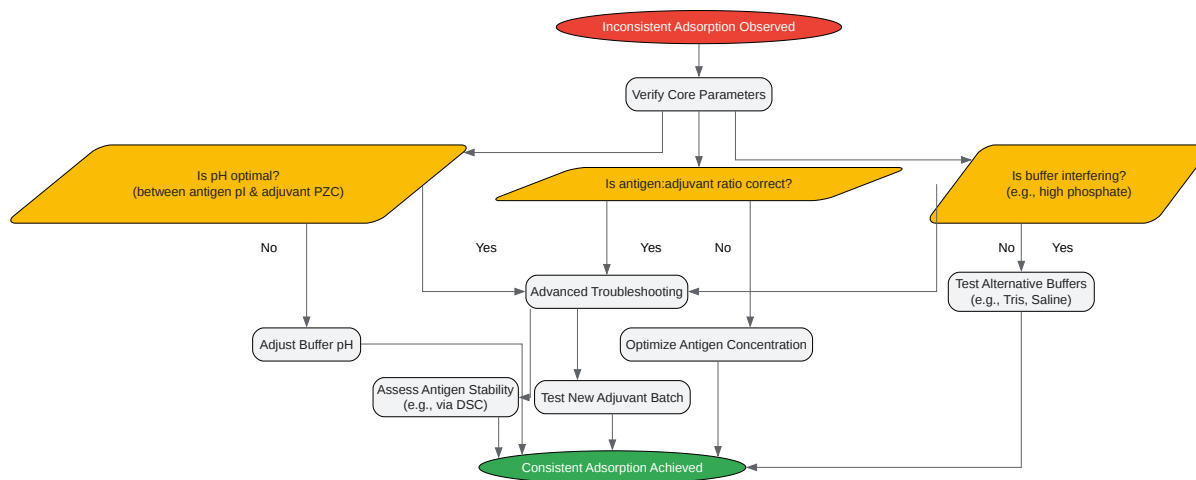 Inconsistent Adsorption Observed
Verify Core Parameters
Is pH optimal?
(between antigen pI & adjuvant PZC)
Is antigen:adjuvant ratio correct?
Is buffer interfering?
(e.g., high phosphate)
No
Yes
Yes
No
No
Yes
Advanced Troubleshooting
Test Alternative Buffers
(e.g., Tris, Saline)
Adjust Buffer pH
Optimize Antigen Concentration
Assess Antigen Stability
(e.g., via DSC)
Test New Adjuvant Batch
Consistent Adsorption Achieved